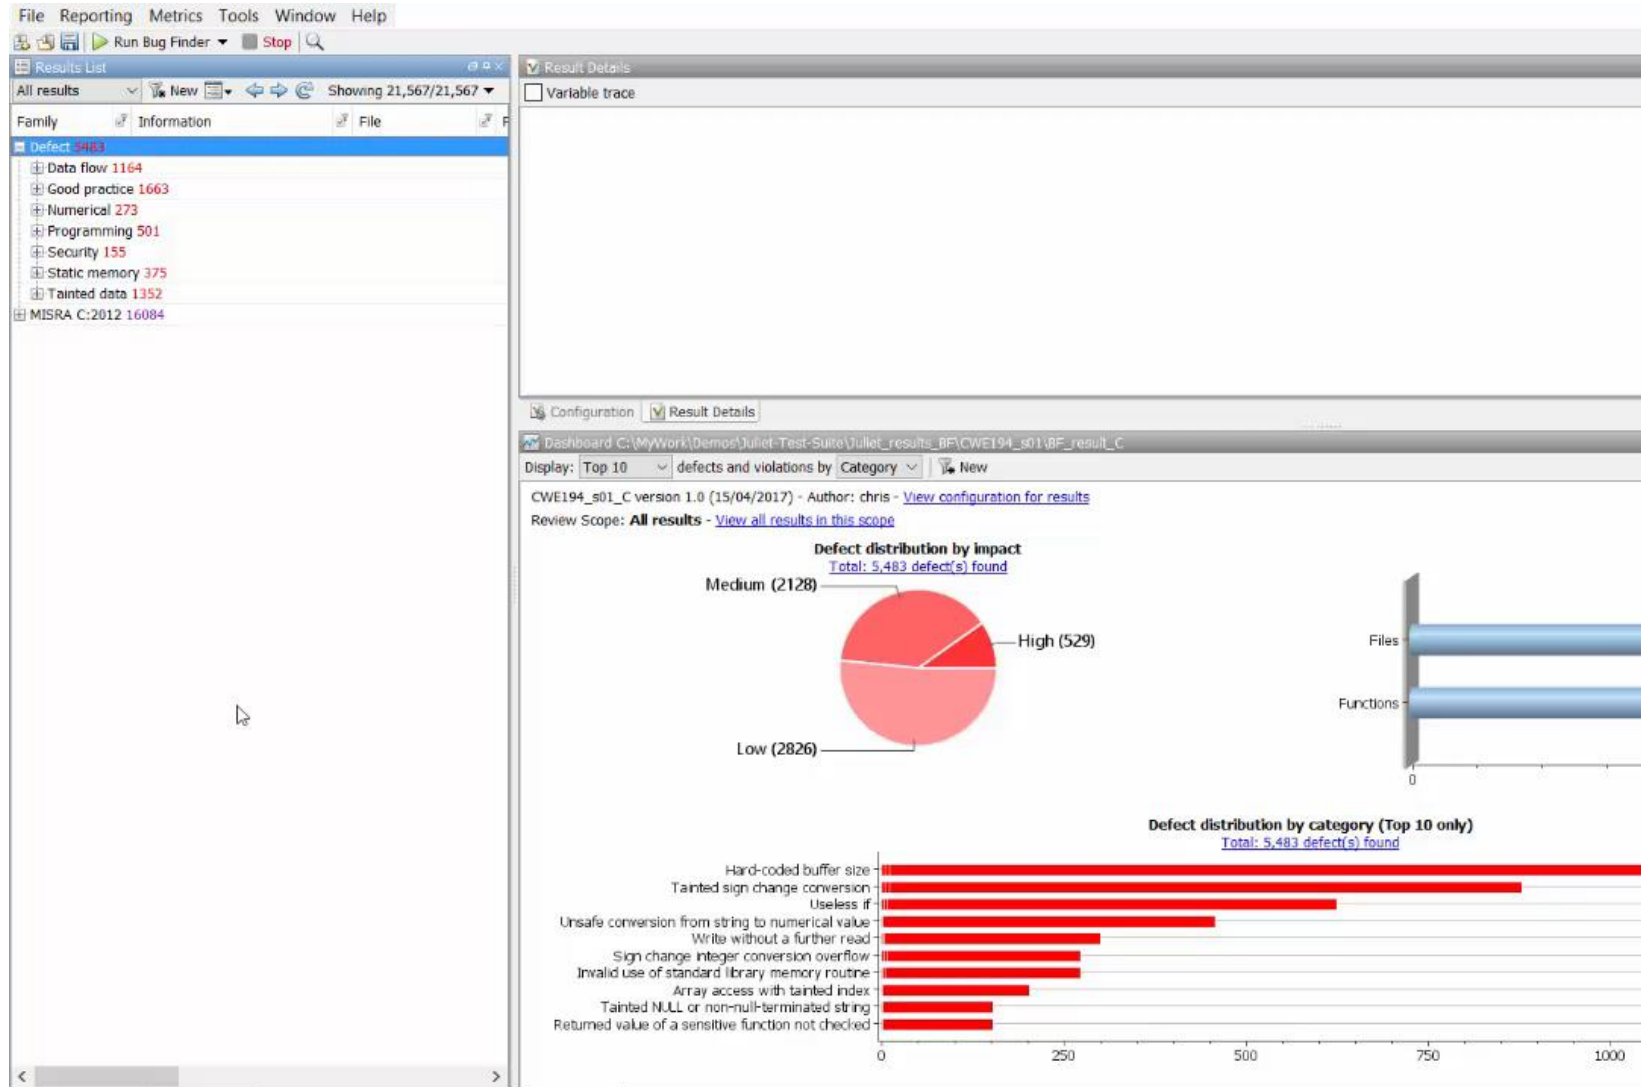 File Reporting Metrics Tools Window Help
Run Bug Finder Stop
Results List
All results New Showing 21,567/21,567
Family Information File F
Defect 5483
Data flow 1164
Good practice 1663
Numerical 273
Programming 501
Security 155
Static memory 375
Tainted data 1352
MISRA C:2012 16084
Result Details
Variable trace
Configuration Result Details
Dashboard C:\MyWork\Demos\Juliet-Test-Suite\Juliet_results_BF\CWE194_s01\BF_result_C
Display: Top 10 defects and violations by Category New
CWE194_s01_C version 1.0 (15/04/2017) - Author: chris - View configuration for results
Review Scope: All results - View all results in this scope
Defect distribution by impact
Total: 5,483 defect(s) found
Medium (2128)
High (529)
Low (2826)
Files
Functions
0
Defect distribution by category (Top 10 only)
Total: 5,483 defect(s) found
Hard-coded buffer size
Tainted sign change conversion
Useless if
Unsafe conversion from string to numerical value
Write without a further read
Sign change integer conversion overflow
Invalid use of standard library memory routine
Array access with tainted index
Tainted NULL or non-null-terminated string
Returned value of a sensitive function not checked
0 250 500 750 1000